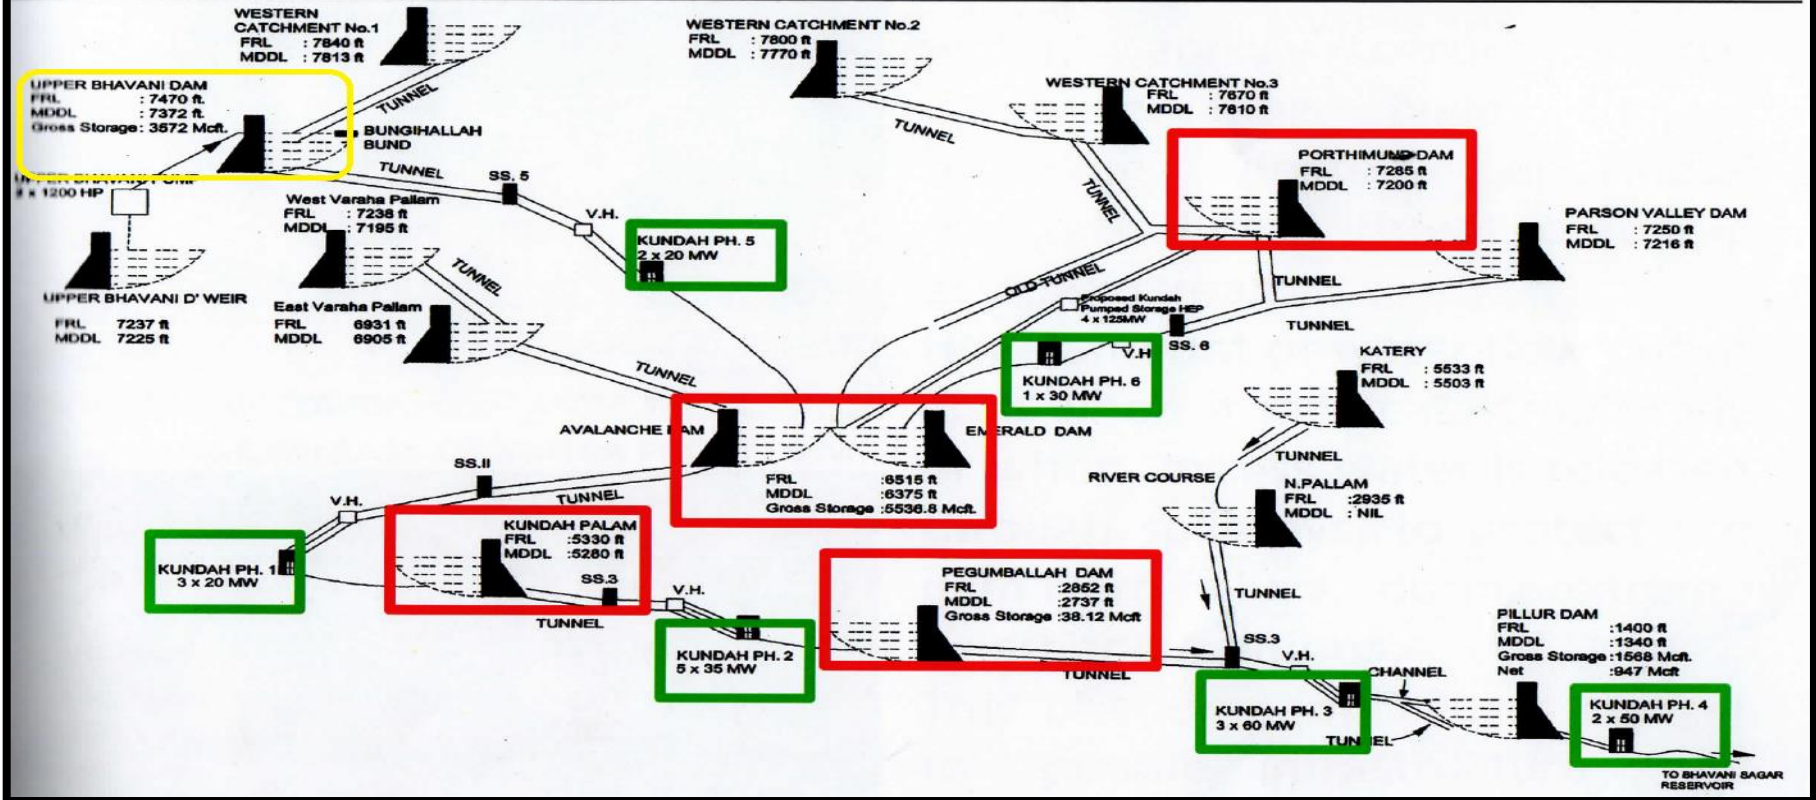 WESTERN
CATCHMENT No.1
FRL : 7840 ft
MDDL : 7813 ft
WESTERN CATCHMENT No.2
FRL : 7800 ft
MDDL : 7770 ft
WESTERN CATCHMENT No.3
FRL : 7670 ft
MDDL : 7610 ft
UPPER BHAVANI DAM
FRL : 7470 ft.
MDDL : 7372 ft.
Gross Storage : 3572 Mcft.
TUNNEL
BUNGIHALLAH
BUND
TUNNEL
PORTHIMUND DAM
FRL : 7285 ft
MDDL : 7200 ft
TUNNEL
SS. 5
UPPER BHAVANI PUMP
x 1200 HP
West Varaha Pallam
FRL : 7238 ft
MDDL : 7195 ft
V.H.
TUNNEL
PARSON VALLEY DAM
FRL : 7250 ft
MDDL : 7216 ft
KUNDAH PH. 5
2 x 20 MW
TUNNEL
OLD TUNNEL
TUNNEL
UPPER BHAVANI D' WEIR
FRL 7237 ft
MDDL 7225 ft
East Varaha Pallam
FRL 6931 ft
MDDL 6905 ft
Proposed Kundah
Pumped Storage HEP
4 x 125MW
TUNNEL
SS. 6
V.H
KATERY
FRL : 5533 ft
MDDL : 5503 ft
TUNNEL
KUNDAH PH. 6
1 x 30 MW
AVALANCHE DAM
EMERALD DAM
TUNNEL
SS.II
RIVER COURSE
FRL :6515 ft
MDDL :6375 ft
Gross Storage :5536.8 Mcft.
N.PALLAM
FRL :2935 ft
MDDL : NIL
V.H.
TUNNEL
KUNDAH PALAM
FRL :5330 ft
MDDL :5280 ft
KUNDAH PH. 1
3 x 20 MW
SS.3
V.H.
TUNNEL
PEGUMBALLAH DAM
FRL :2852 ft
MDDL :2737 ft
Gross Storage :38.12 Mcft
TUNNEL
PILLUR DAM
FRL :1400 ft
MDDL :1340 ft
Gross Storage :1568 Mcft.
Net :947 Mcft
KUNDAH PH. 2
5 x 35 MW
SS.3
V.H.
TUNNEL
CHANNEL
KUNDAH PH. 3
3 x 60 MW
TUNNEL
KUNDAH PH. 4
2 x 50 MW
TO BHAVANI SAGAR
RESERVOIR